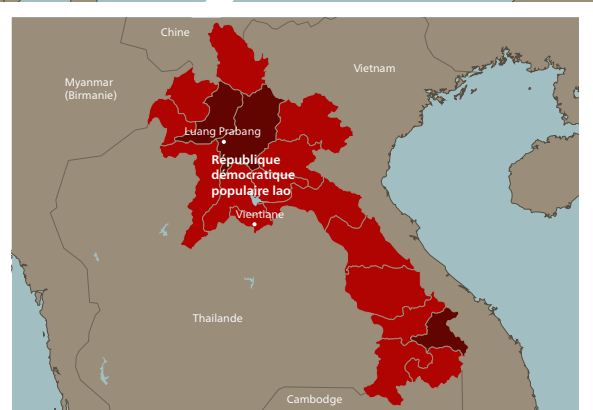 Chine
Vietnam
Myanmar
(Birmanie)
Luang Prabang
République
démocratique
populaire lao
Vientiane
Thaïlande
Cambodge